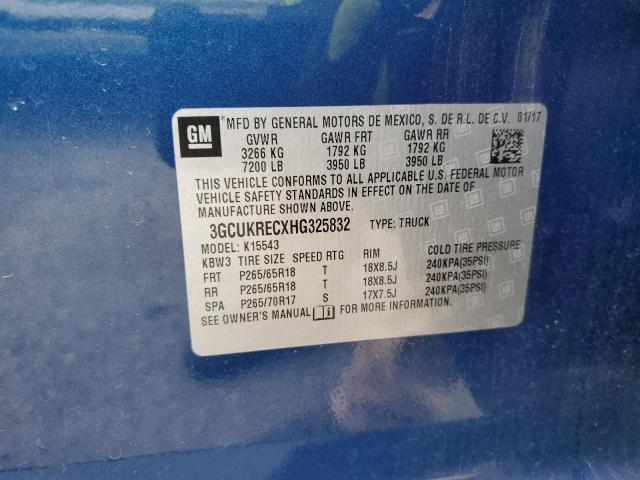 GM
MFD BY GENERAL MOTORS DE MEXICO, S. DE R.L. DE C.V. 01/17
GVWR GAWR FRT GAWR RR
3266 KG 1792 KG 1792 KG
7200 LB 3950 LB 3950 LB
THIS VEHICLE CONFORMS TO ALL APPLICABLE U.S. FEDERAL MOTOR
VEHICLE SAFETY STANDARDS IN EFFECT ON THE DATE OF
MANUFACTURE SHOWN ABOVE.
3GCUKRECXHG325832 TYPE: TRUCK
MODEL: K15543
KBW3 TIRE SIZE SPEED RTG RIM COLD TIRE PRESSURE
FRT P265/65R18 T 18X8.5J 240KPA(35PSI)
RR P265/65R18 T 18X8.5J 240KPA(35PSI)
SPA P265/70R17 S 17X7.5J 240KPA(35PSI)
SEE OWNER'S MANUAL FOR MORE INFORMATION.